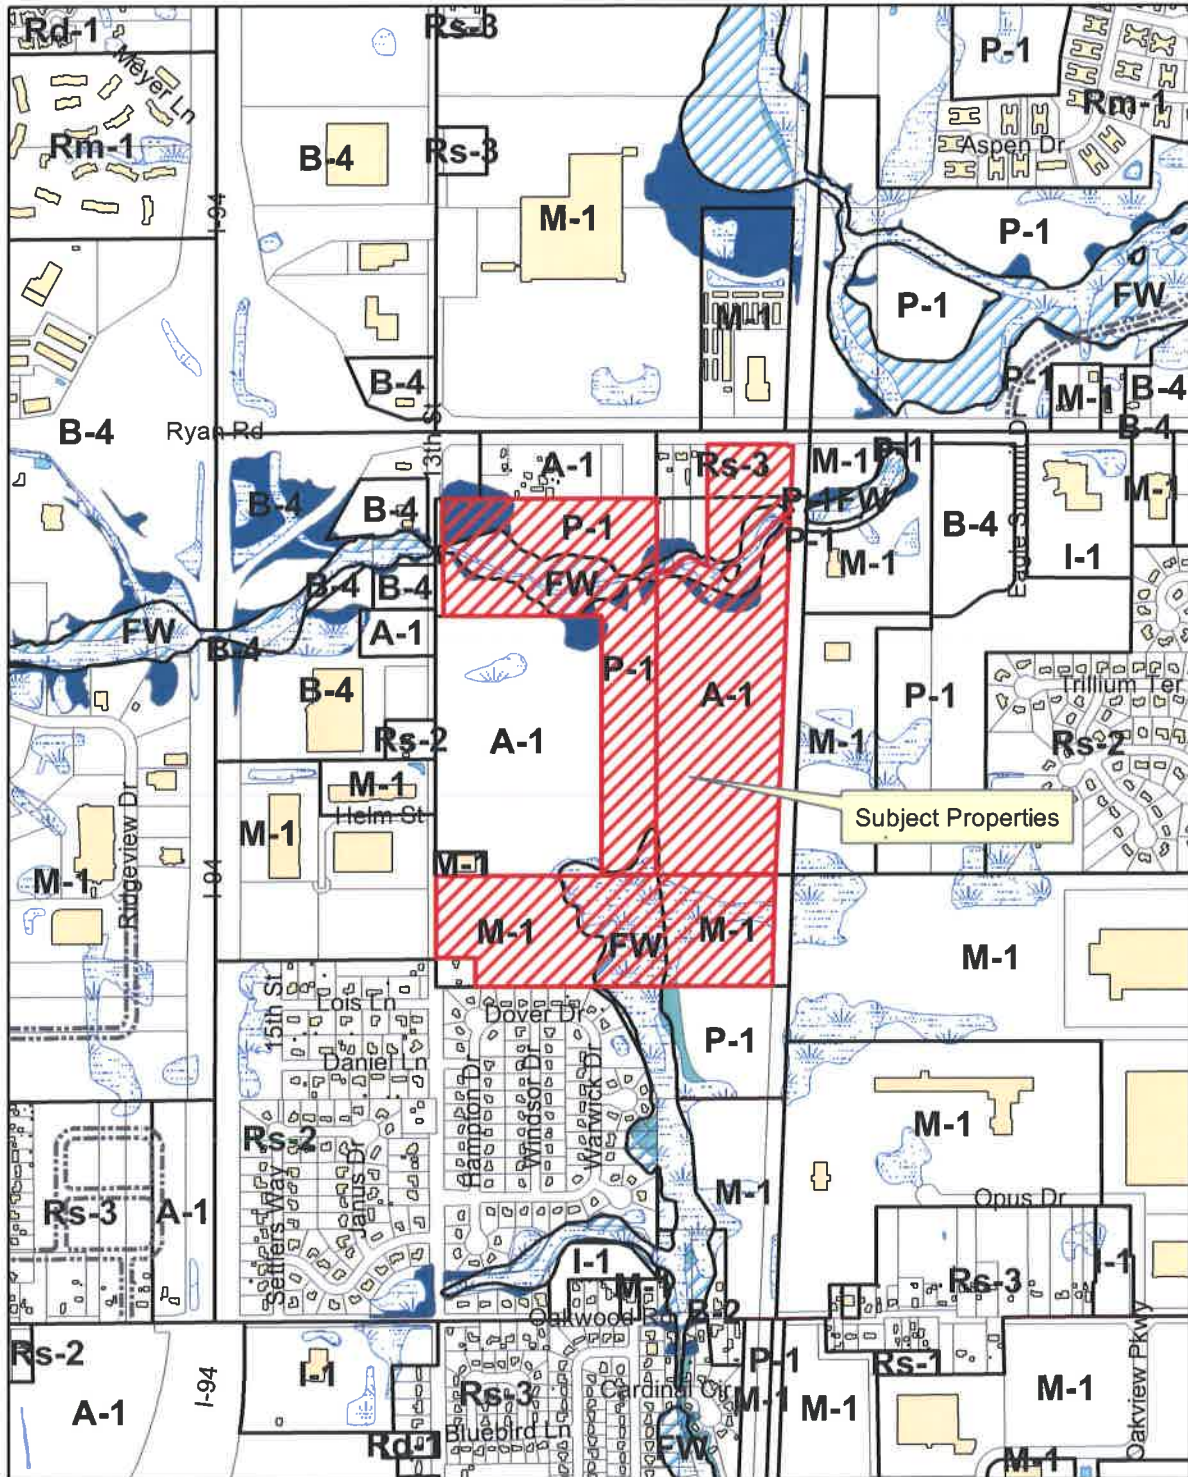 Rd-1
Rs-3
P-1
Meyer Ln
Rm-1
Rm-1
B-4
Rs-3
Aspen Dr
I-94
M-1
P-1
P-1
FW
M-1
B-4
P-1
M-1
B-4
B-4
Ryan Rd
13th St
B-4
A-1
Rs-3
M-1
P-1
B-4
B-4
P-1
P-1
FW
B-4
Eagle Summit Dr
M-1
I-1
P-1
M-1
B-4
B-4
FW
FW
A-1
B-4
B-4
P-1
A-1
P-1
Trillium Ter
Rs-2
A-1
M-1
Rs-2
M-1
Helm St
M-1
Subject Properties
Ridgeview Dr
I-94
M-1
M-1
M-1
FW
M-1
M-1
15th St
Lois Ln
Dover Dr
P-1
Daniel Ln
Hampton Dr
Windsor Dr
Warwick Dr
M-1
Rs-2
Settlers Way
Janus Dr
Rs-3
A-1
M-1
Opus Dr
I-1
M-1
Rs-3
I-1
Oakwood Rd
B-2
Rs-2
I-94
I-1
Rs-3
Cardinal Cir
P-1
M-1
M-1
Rs-1
M-1
Oakview Pkwy
A-1
Bluebird Ln
Rd-1
FW
M-1